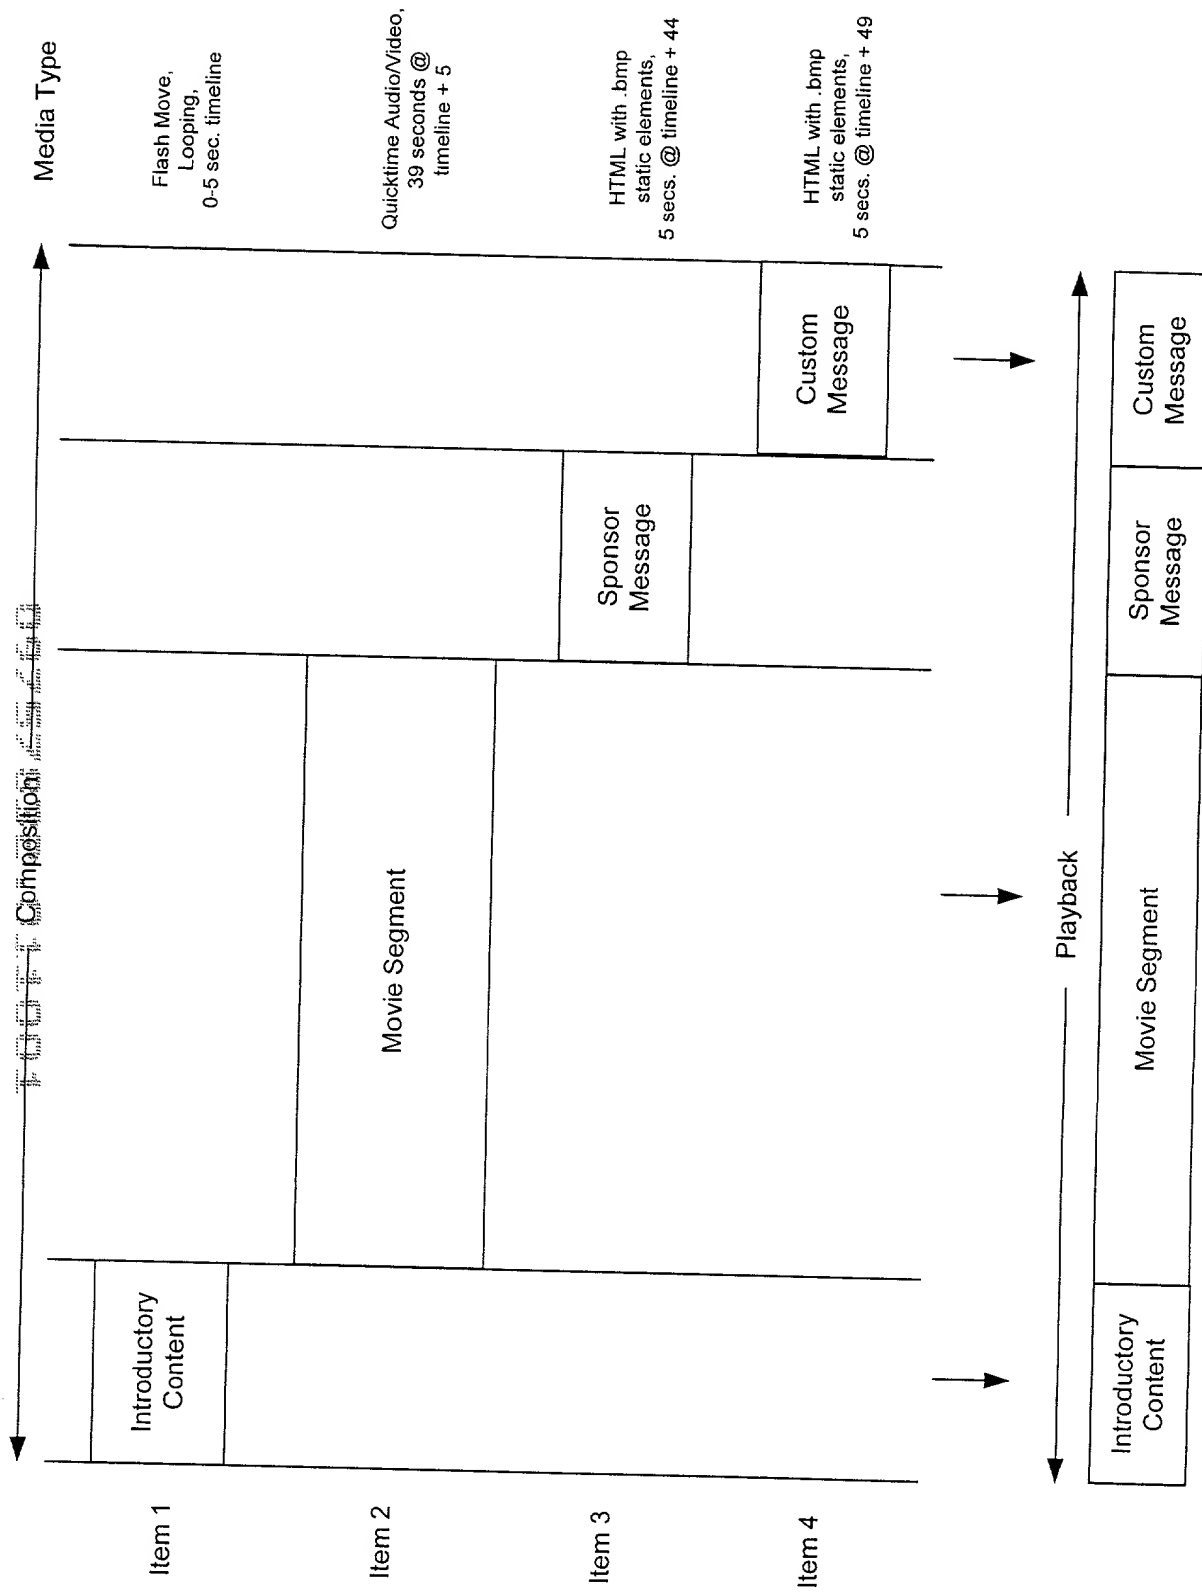 Composition
Media Type
Item 1
Introductory
Content
Flash Move,
Looping,
0-5 sec. timeline
Item 2
Movie Segment
Quicktime Audio/Video,
39 seconds @
timeline + 5
Item 3
Sponsor
Message
HTML with .bmp
static elements,
5 secs. @ timeline + 44
Item 4
Custom
Message
HTML with .bmp
static elements,
5 secs. @ timeline + 49
Playback
Introductory
Content
Movie Segment
Sponsor
Message
Custom
Message